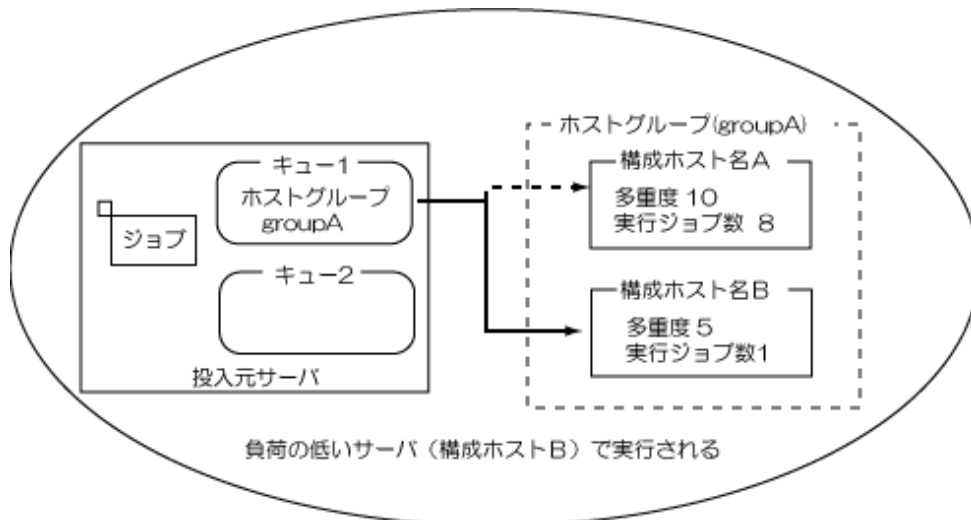 ホストグループ(groupA)
キュー1
ホストグループ
groupA
ジョブ
キュー2
投入元サーバ
構成ホスト名A
多重度 10
実行ジョブ数 8
構成ホスト名B
多重度 5
実行ジョブ数1
負荷の低いサーバ（構成ホストB）で実行される